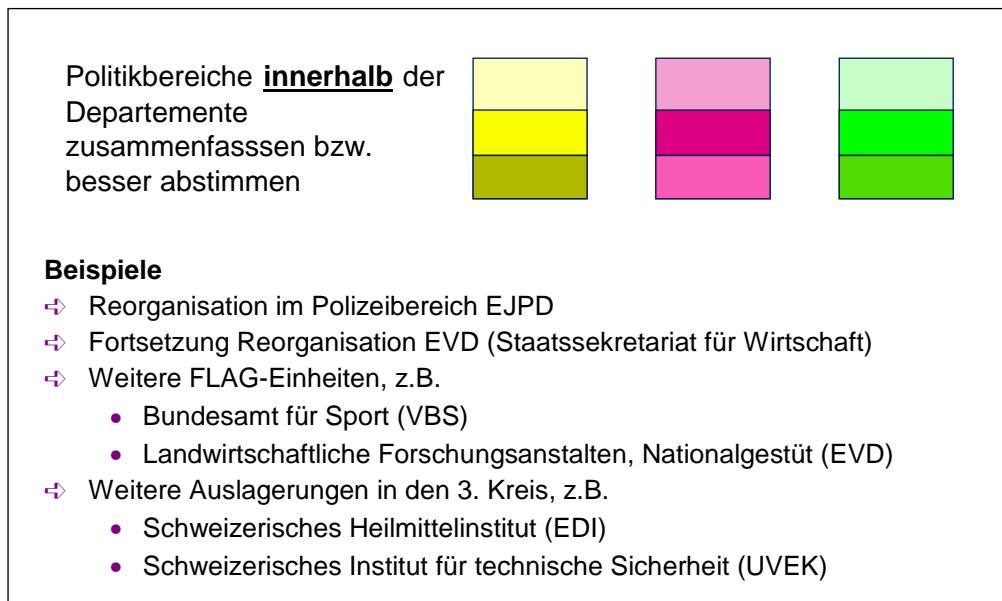 Politikbereiche innerhalb der
Departemente
zusammenfasssen bzw.
besser abstimmen
Beispiele
➪ Reorganisation im Polizeibereich EJPD
➪ Fortsetzung Reorganisation EVD (Staatssekretariat für Wirtschaft)
➪ Weitere FLAG-Einheiten, z.B.
• Bundesamt für Sport (VBS)
• Landwirtschaftliche Forschungsanstalten, Nationalgestüt (EVD)
➪ Weitere Auslagerungen in den 3. Kreis, z.B.
• Schweizerisches Heilmittelinstitut (EDI)
• Schweizerisches Institut für technische Sicherheit (UVEK)